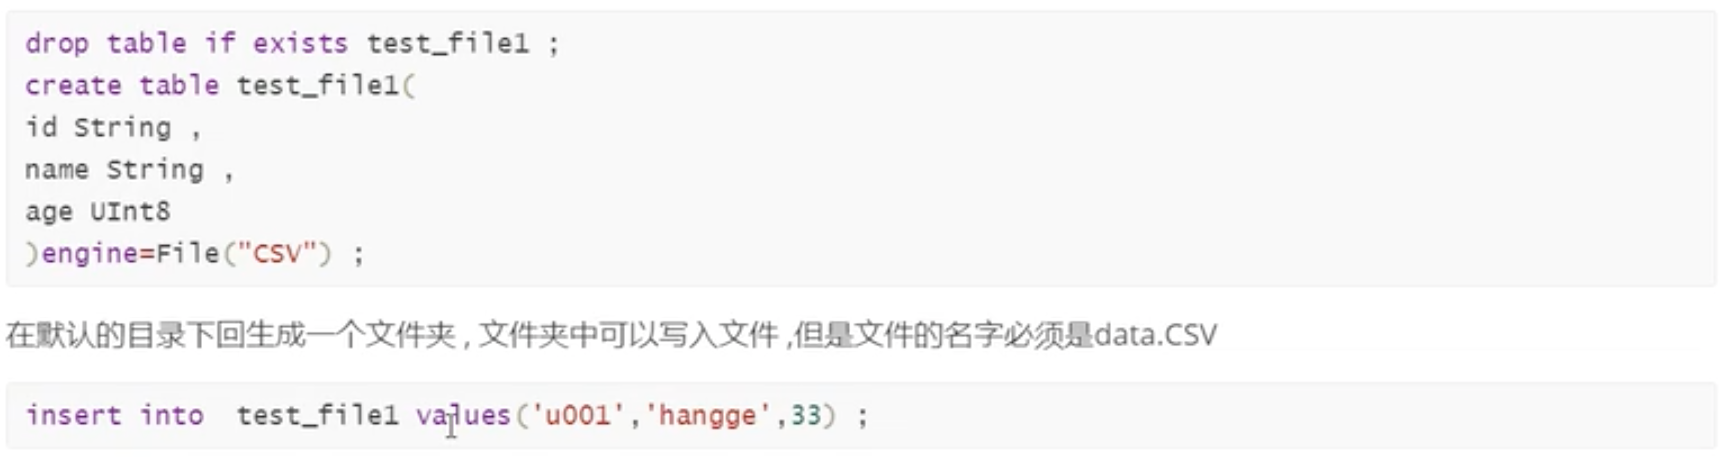 drop table if exists test_file1 ;
create table test_file1(
id String ,
name String ,
age UInt8
)engine=File("CSV") ;
在默认的目录下回生成一个文件夹 , 文件夹中可以写入文件 ,但是文件的名字必须是data.CSV
insert into  test_file1 values('u001','hangge',33) ;